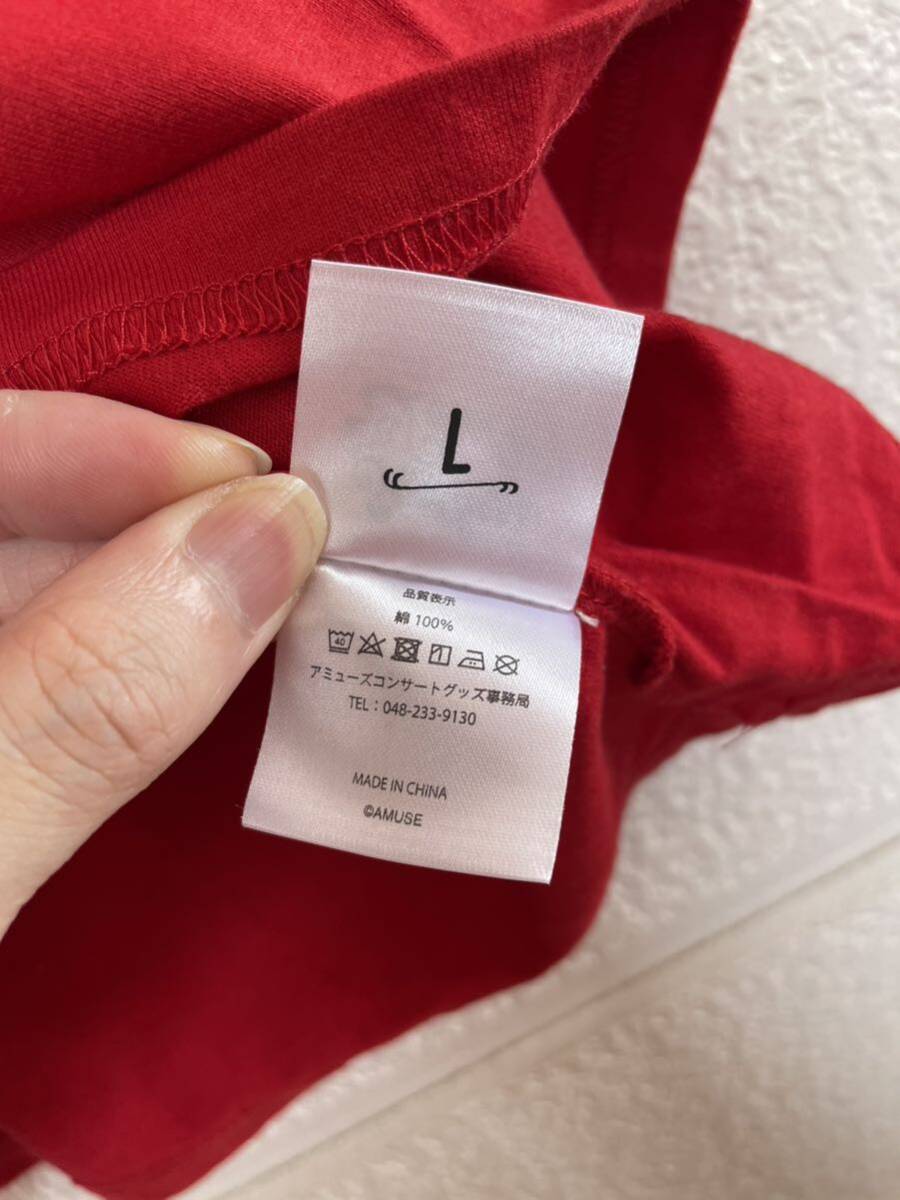 L
品質表示
綿 100%
40
アミューズコンサートグッズ事務局
TEL：048-233-9130
MADE IN CHINA
©AMUSE